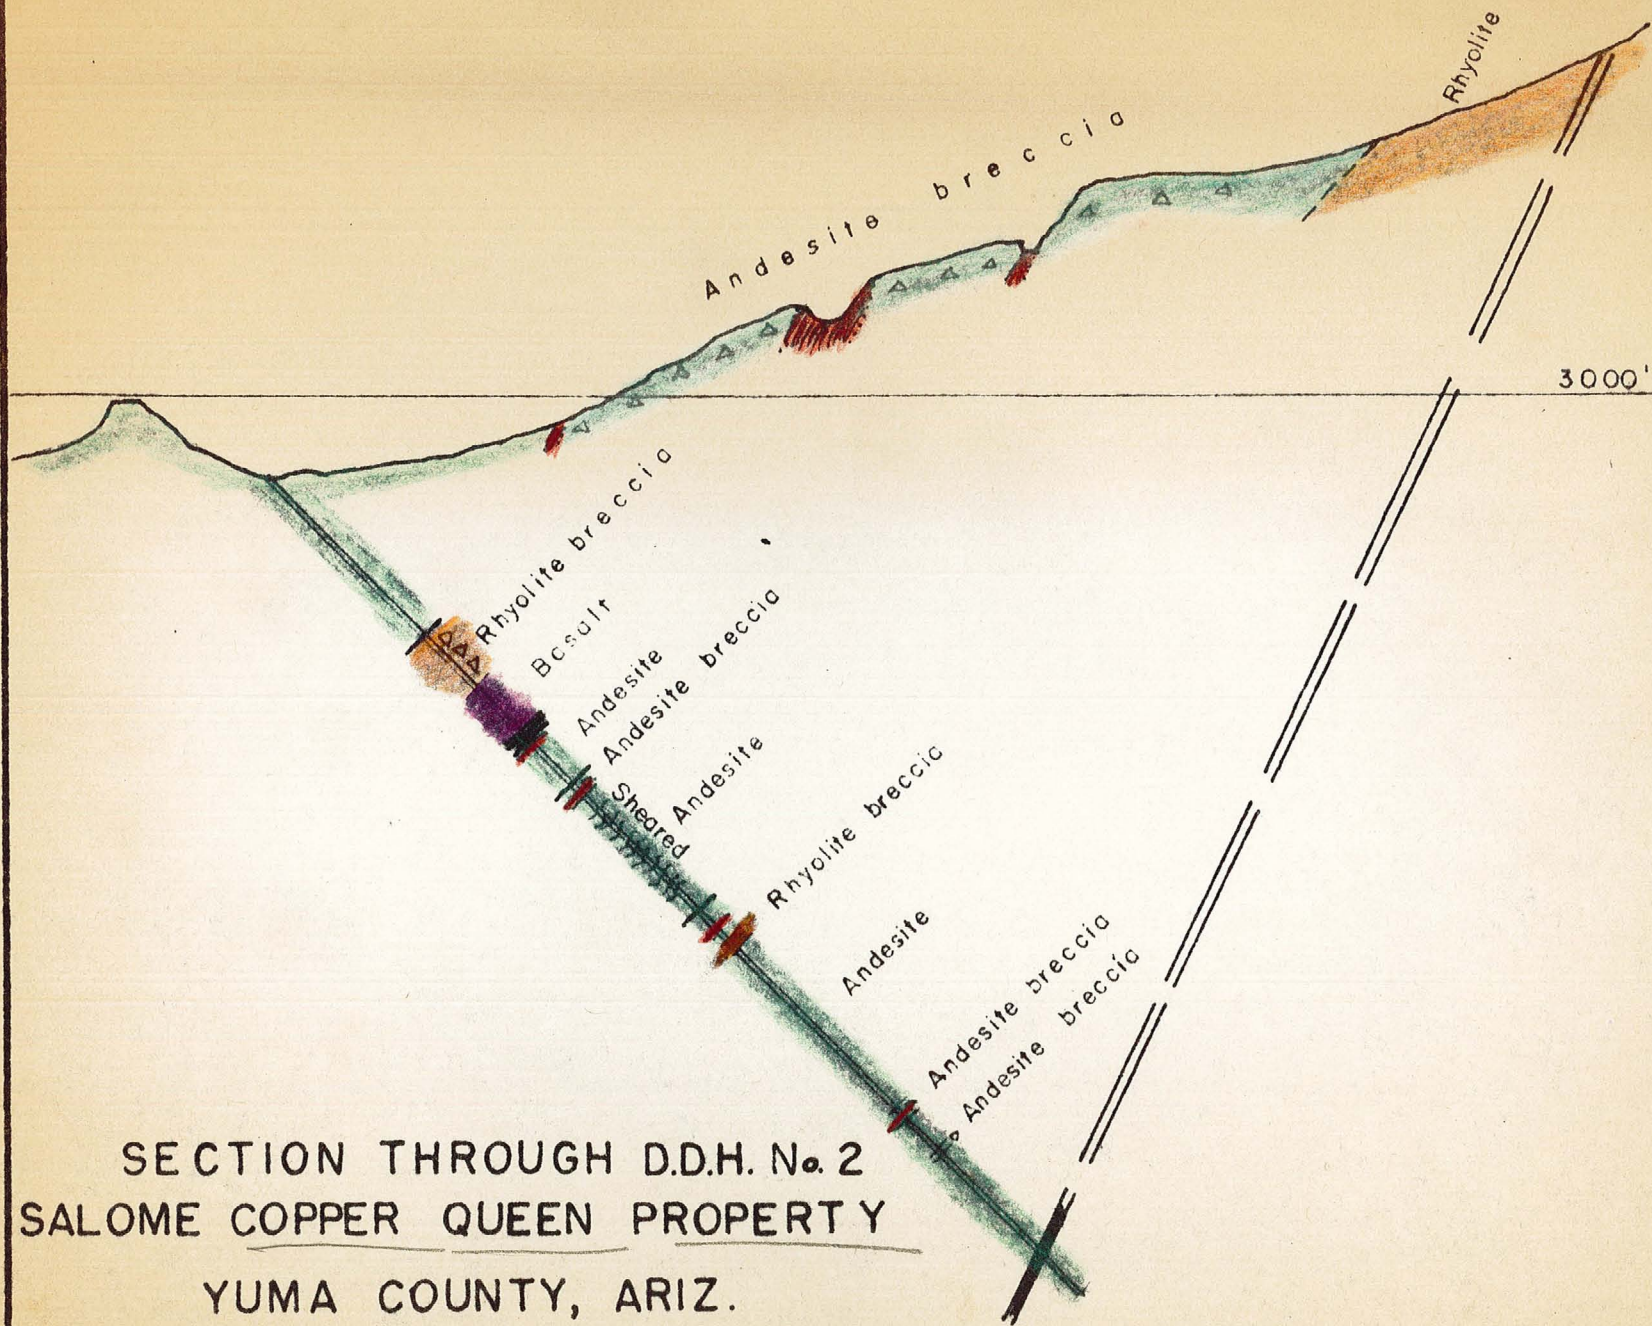 Rhyolite
Andesite breccia
3000'
Rhyolite breccia
Basalt
Andesite
Andesite breccia
Sheared
Andesite
Rhyolite breccia
Andesite
Andesite breccia
Andesite breccia
SECTION THROUGH D.D.H. No. 2
SALOME COPPER QUEEN PROPERTY
YUMA COUNTY, ARIZ.